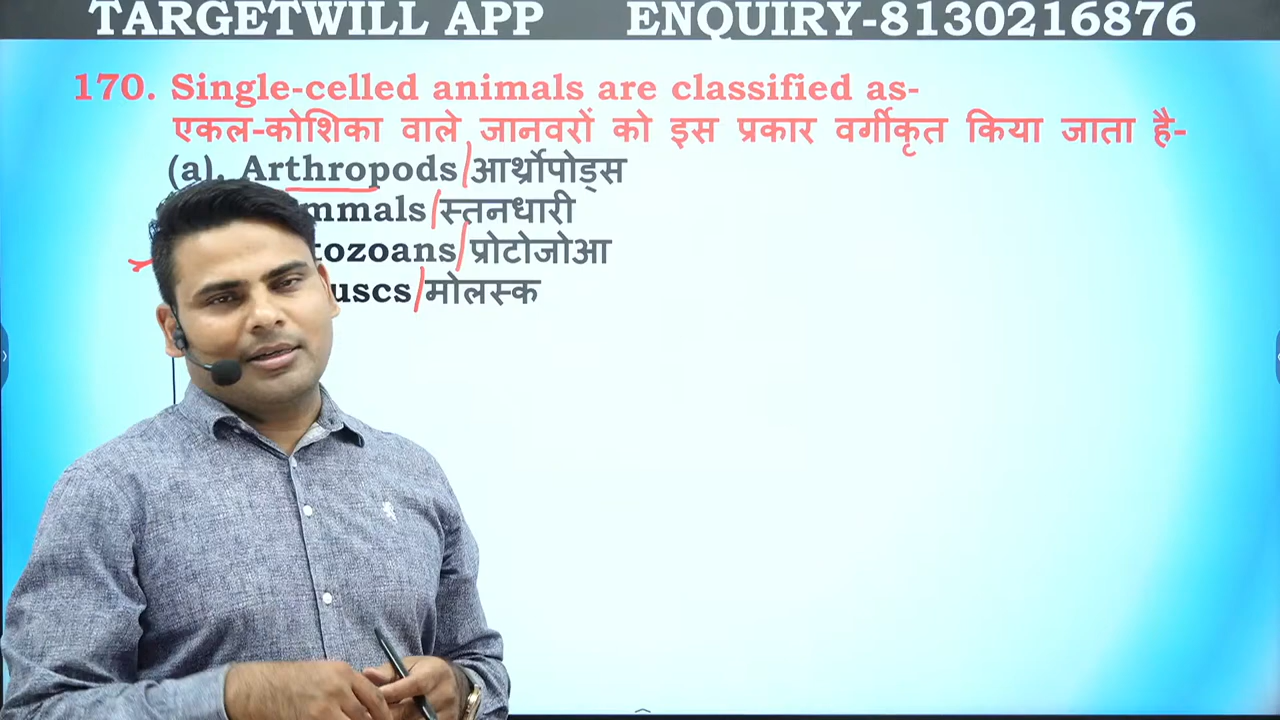 TARGETWILL APP ENQUIRY-8130216876
170. Single-celled animals are classified as-
एकल-कोशिका वाले जानवरों को इस प्रकार वर्गीकृत किया जाता है-
(a). Arthropods/आर्थ्रोपोड्स
mmals/स्तनधारी
tozoans/प्रोटोजोआ
uscs/मोलस्क